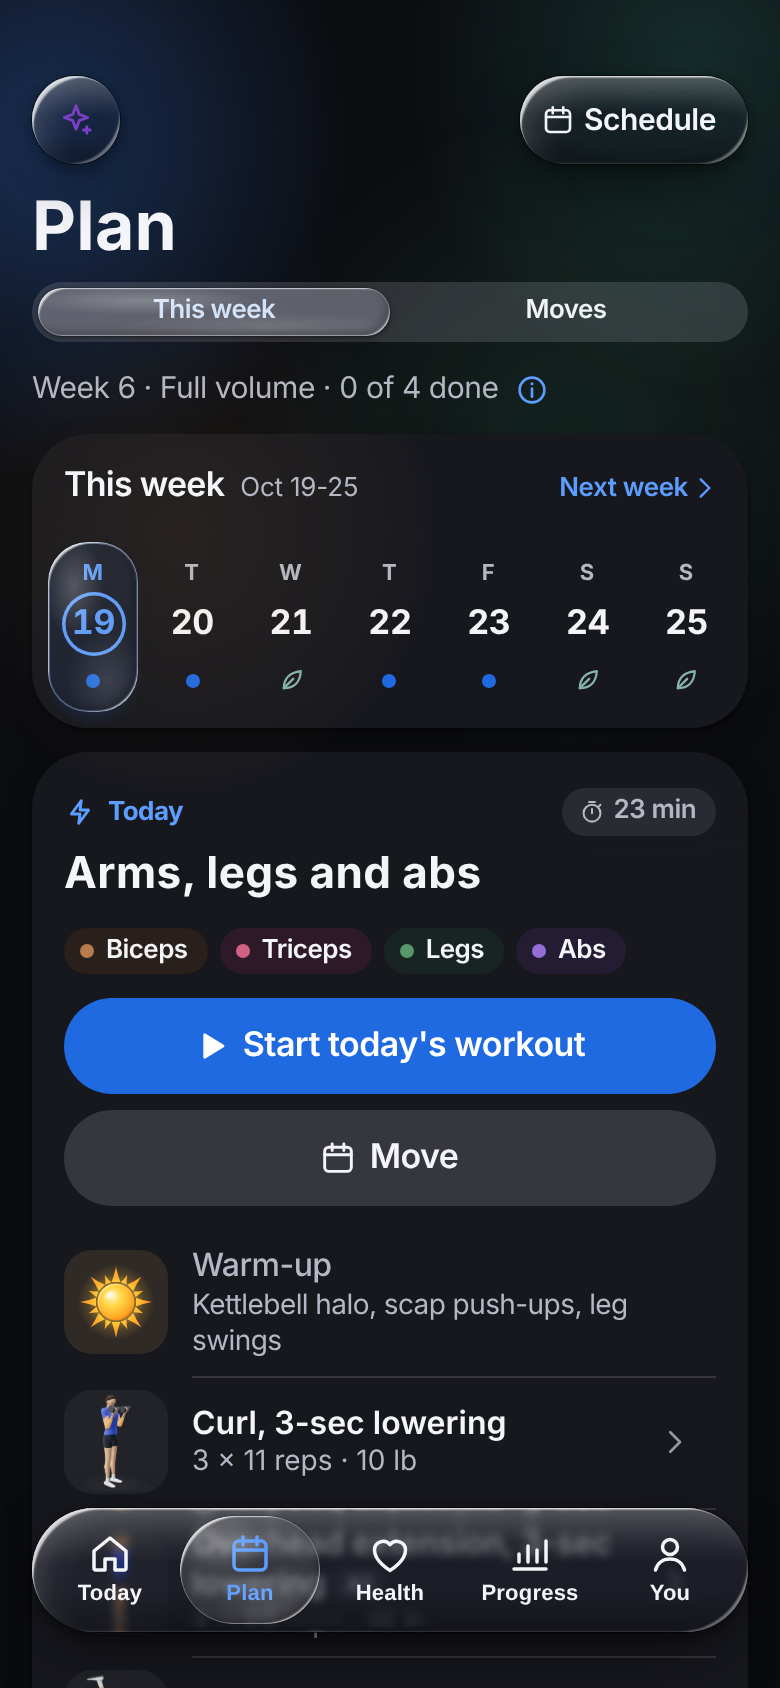 Schedule
Plan
This week
Moves
Week 6 · Full volume · 0 of 4 done
This week Oct 19-25
Next week
M T W T F S S
19 20 21 22 23 24 25
Today
23 min
Arms, legs and abs
Biceps
Triceps
Legs
Abs
Start today's workout
Move
Warm-up
Kettlebell halo, scap push-ups, leg
swings
Curl, 3-sec lowering
3 × 11 reps · 10 lb
Today
Plan
Health
Progress
You